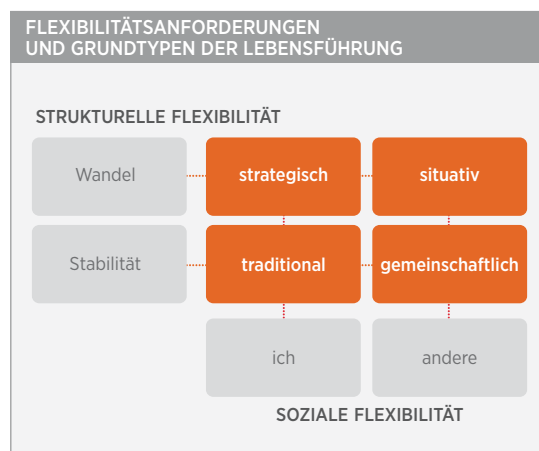 FLEXIBILITÄTSANFORDERUNGEN
UND GRUNDTYPEN DER LEBENSFÜHRUNG
STRUKTURELLE FLEXIBILITÄT
Wandel
strategisch
situativ
Stabilität
traditional
gemeinschaftlich
ich
andere
SOZIALE FLEXIBILITÄT